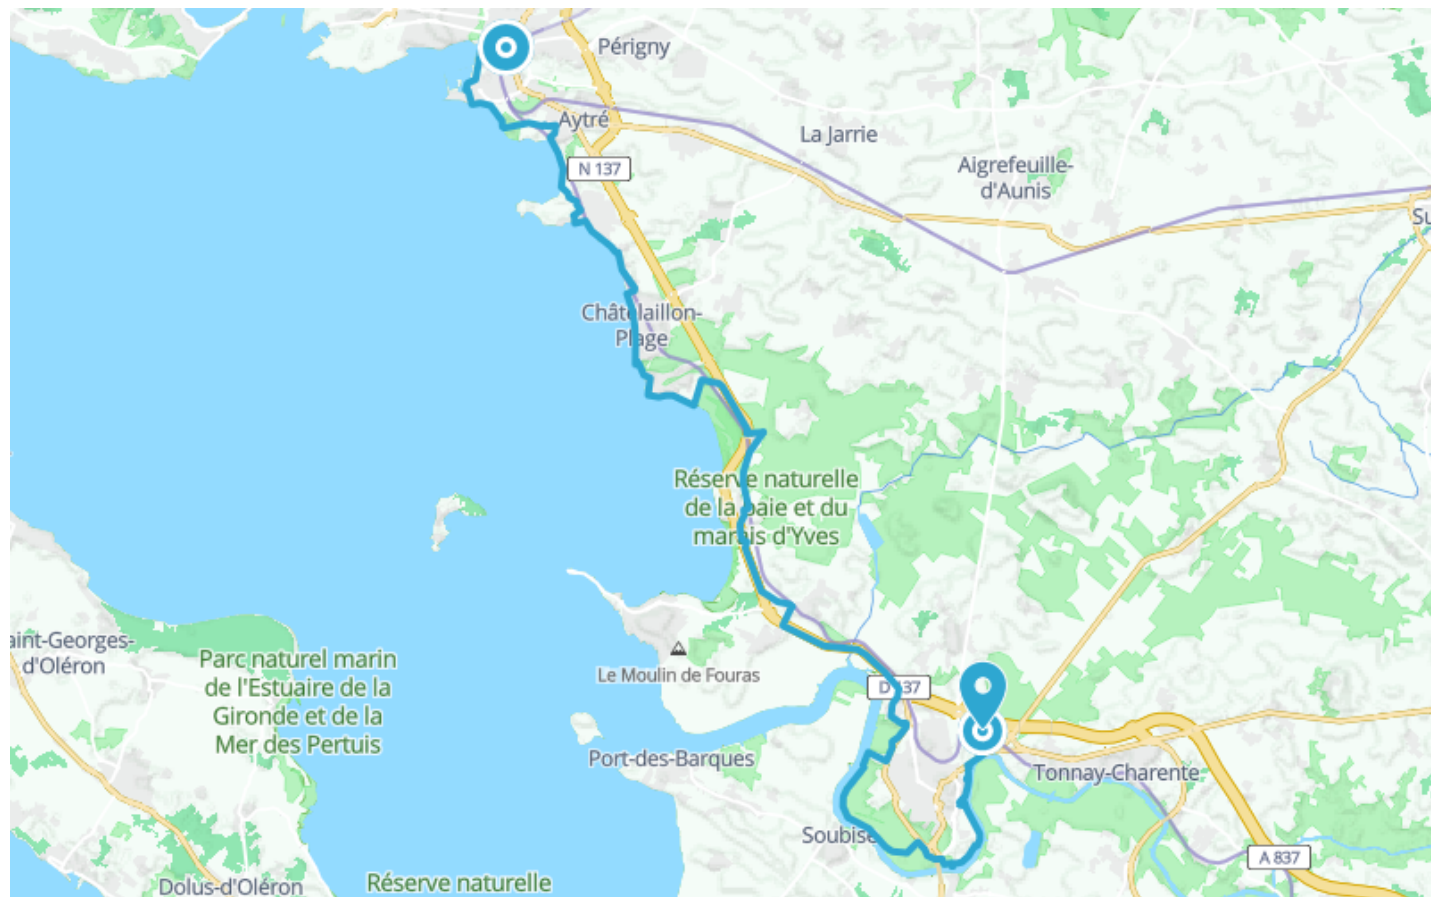 Périgny
Aytré
La Jarrie
N 137
Aigrefeuille-
d'Aunis
Su
Châtelaillon-
Plage
Réserve naturelle
de la baie et du
marais d'Yves
aint-Georges-
d'Oléron
Parc naturel marin
de l'Estuaire de la
Gironde et de la
Mer des Pertuis
Le Moulin de Fouras
D 137
Port-des-Barques
Tonnay-Charente
Soubise
A 837
Dolus-d'Oléron
Réserve naturelle